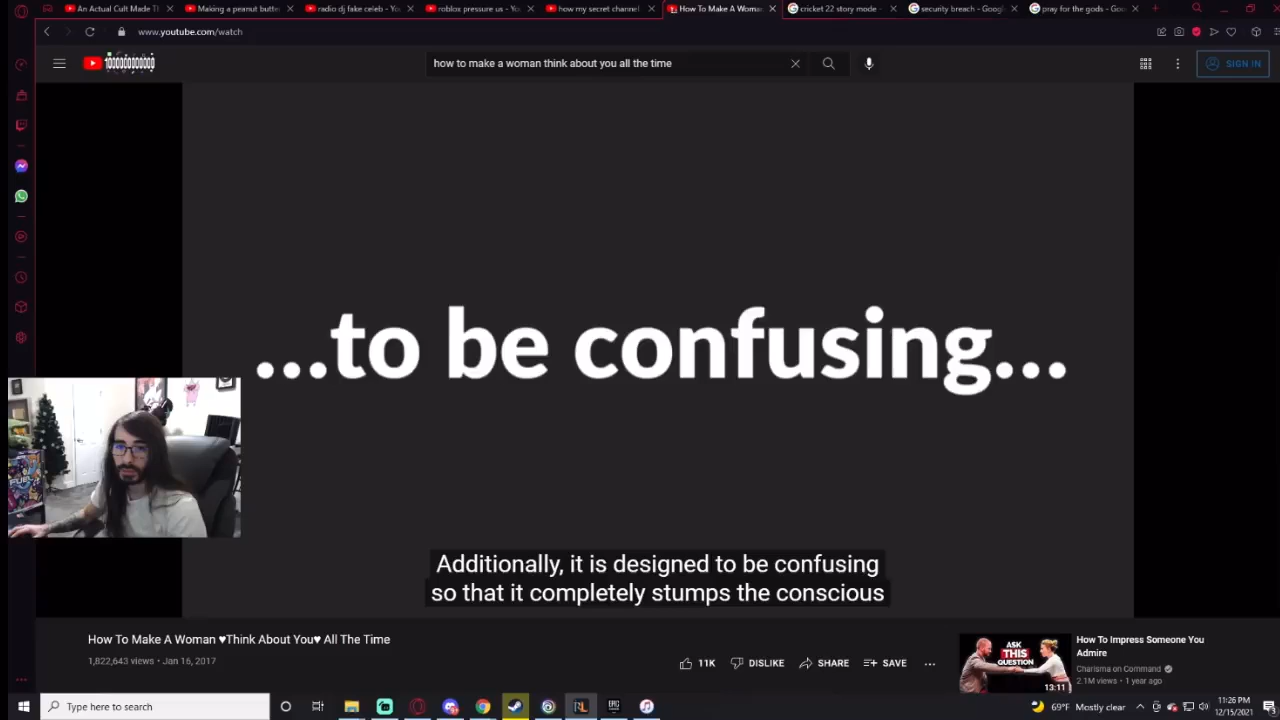 An Actual Cult Made Th
Making a peanut butter
radio dj fake celeb - Yo
roblox pressure us - Yo
how my secret channel
How To Make A Woma
cricket 22 story mode -
security breach - Googl
pray for the gods - Goo
www.youtube.com/watch
how to make a woman think about you all the time
SIGN IN
...to be confusing...
Additionally, it is designed to be confusing
so that it completely stumps the conscious
How To Make A Woman ♥Think About You♥ All The Time
1,822,643 views • Jan 16, 2017
11K
DISLIKE
SHARE
SAVE
ASK
THIS
QUESTION
13:11
How To Impress Someone You
Admire
Charisma on Command
2.1M views • 1 year ago
Type here to search
69°F Mostly clear
11:26 PM
12/15/2021